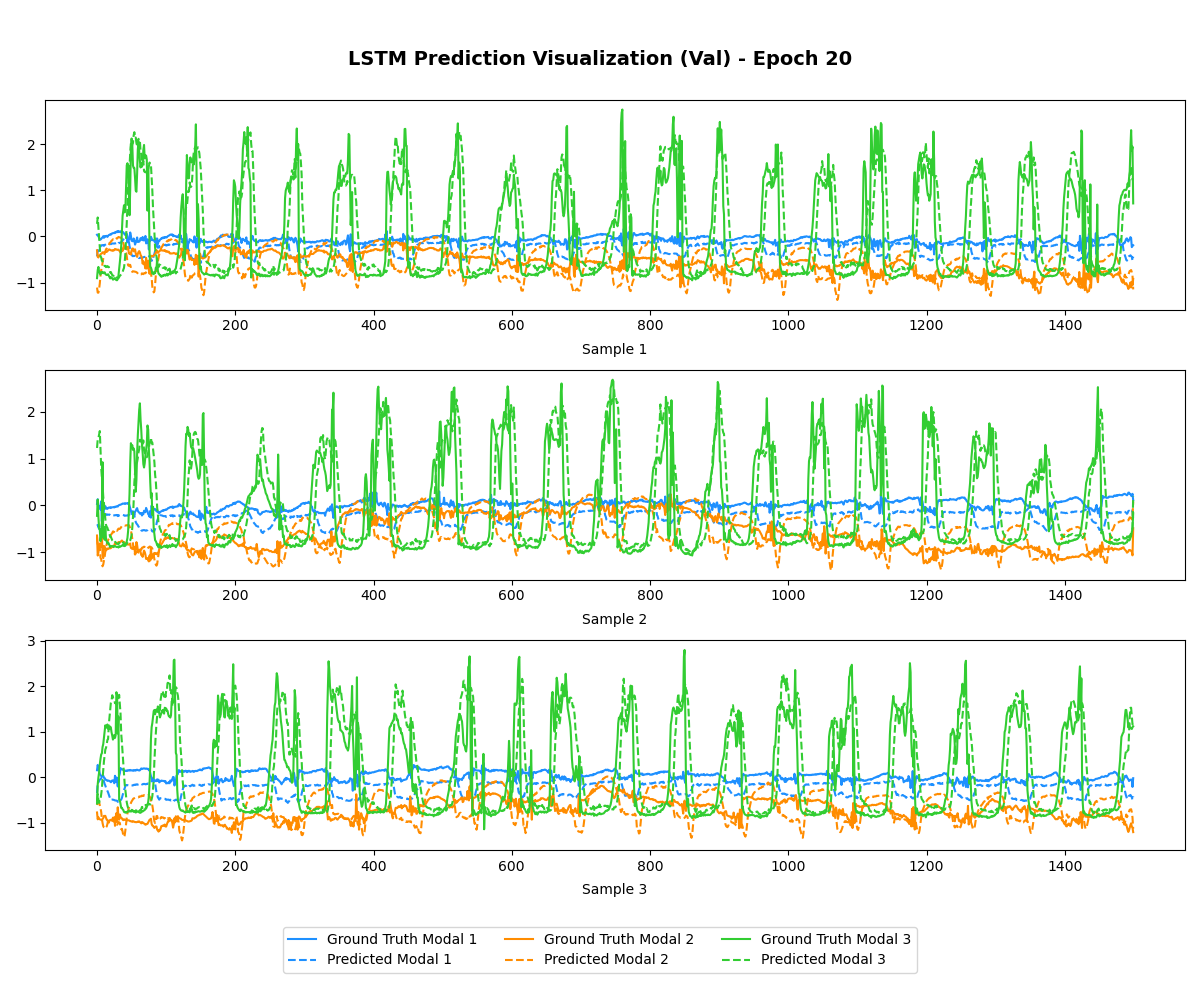 LSTM Prediction Visualization (Val) - Epoch 20
2
1
0
−1
0 200 400 600 800 1000 1200 1400
Sample 1
2
1
0
−1
0 200 400 600 800 1000 1200 1400
Sample 2
3
2
1
0
−1
0 200 400 600 800 1000 1200 1400
Sample 3
Ground Truth Modal 1 Ground Truth Modal 2 Ground Truth Modal 3
Predicted Modal 1 Predicted Modal 2 Predicted Modal 3